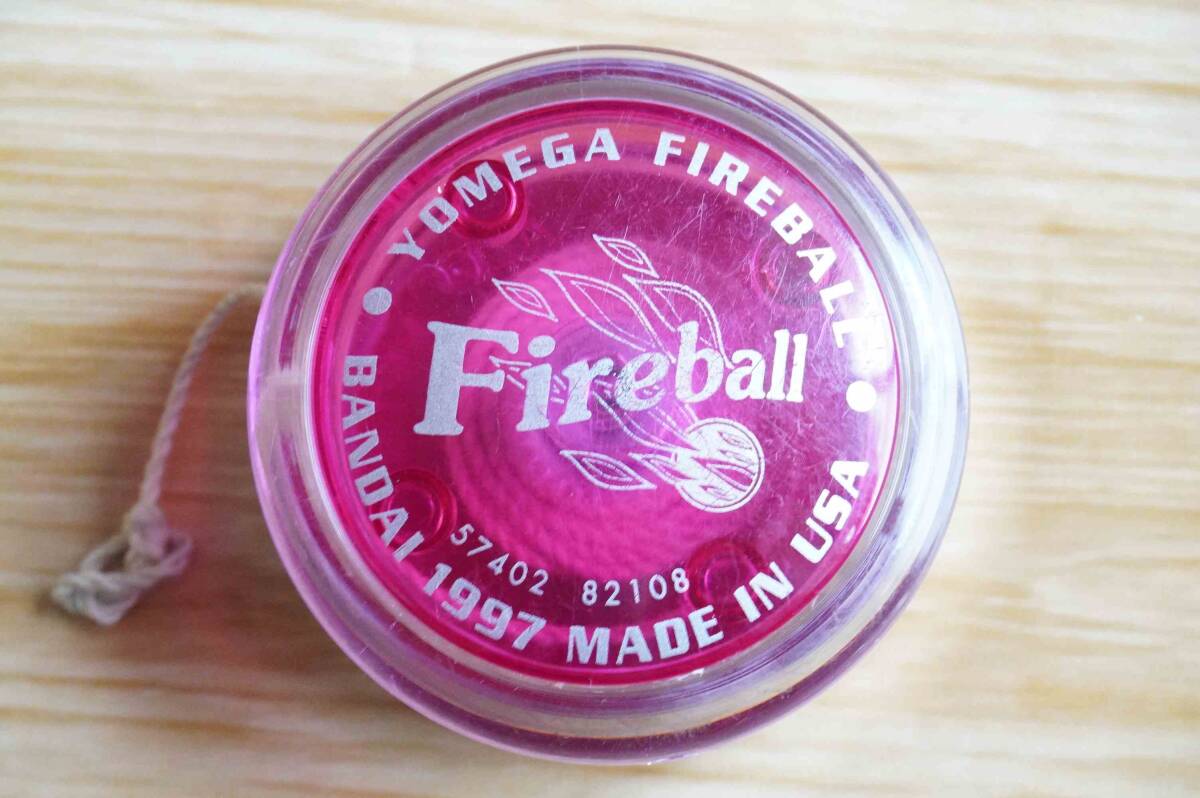 YOMEGA FIREBALL
Fireball
57402 82108
BANDAI 1997 MADE IN USA